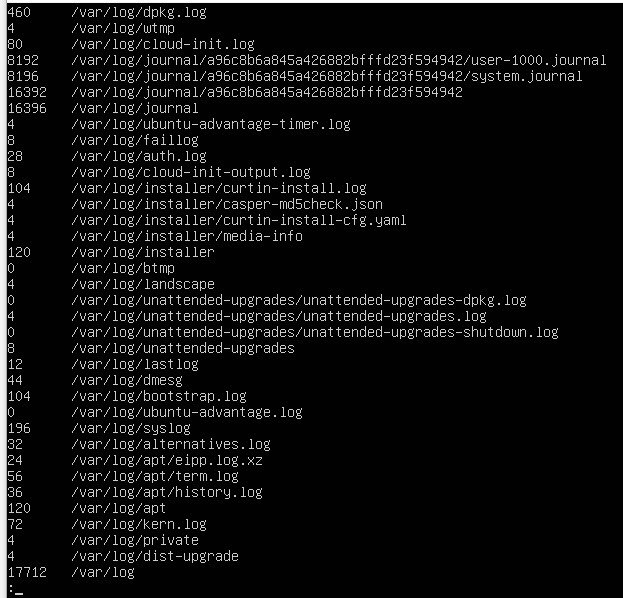 460     /var/log/dpkg.log
4       /var/log/wtmp
80      /var/log/cloud-init.log
8192    /var/log/journal/a96c8b6a845a426882bfffd23f594942/user-1000.journal
8196    /var/log/journal/a96c8b6a845a426882bfffd23f594942/system.journal
16392   /var/log/journal/a96c8b6a845a426882bfffd23f594942
16396   /var/log/journal
4       /var/log/ubuntu-advantage-timer.log
8       /var/log/faillog
28      /var/log/auth.log
8       /var/log/cloud-init-output.log
104     /var/log/installer/curtin-install.log
4       /var/log/installer/casper-md5check.json
4       /var/log/installer/curtin-install-cfg.yaml
4       /var/log/installer/media-info
120     /var/log/installer
0       /var/log/btmp
4       /var/log/landscape
0       /var/log/unattended-upgrades/unattended-upgrades-dpkg.log
4       /var/log/unattended-upgrades/unattended-upgrades.log
0       /var/log/unattended-upgrades/unattended-upgrades-shutdown.log
8       /var/log/unattended-upgrades
12      /var/log/lastlog
44      /var/log/dmesg
104     /var/log/bootstrap.log
0       /var/log/ubuntu-advantage.log
196     /var/log/syslog
32      /var/log/alternatives.log
24      /var/log/apt/eipp.log.xz
56      /var/log/apt/term.log
36      /var/log/apt/history.log
120     /var/log/apt
72      /var/log/kern.log
4       /var/log/private
4       /var/log/dist-upgrade
17712   /var/log
:_